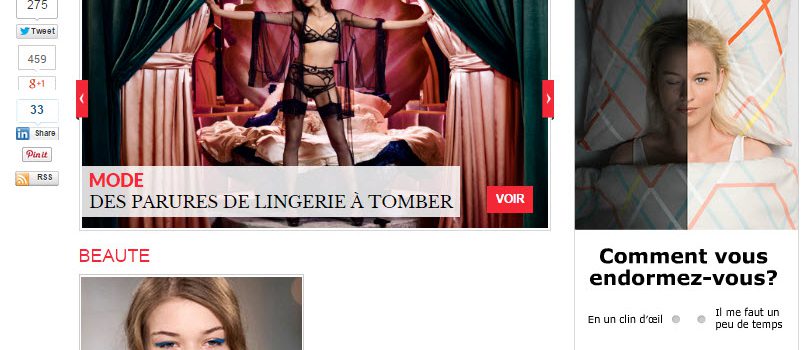 275
Tweet
459
g+1
33
in Share
Pin it
RSS
MODE
DES PARURES DE LINGERIE À TOMBER
VOIR
BEAUTE
Comment vous
endormez-vous?
En un clin d'œil
Il me faut un
peu de temps